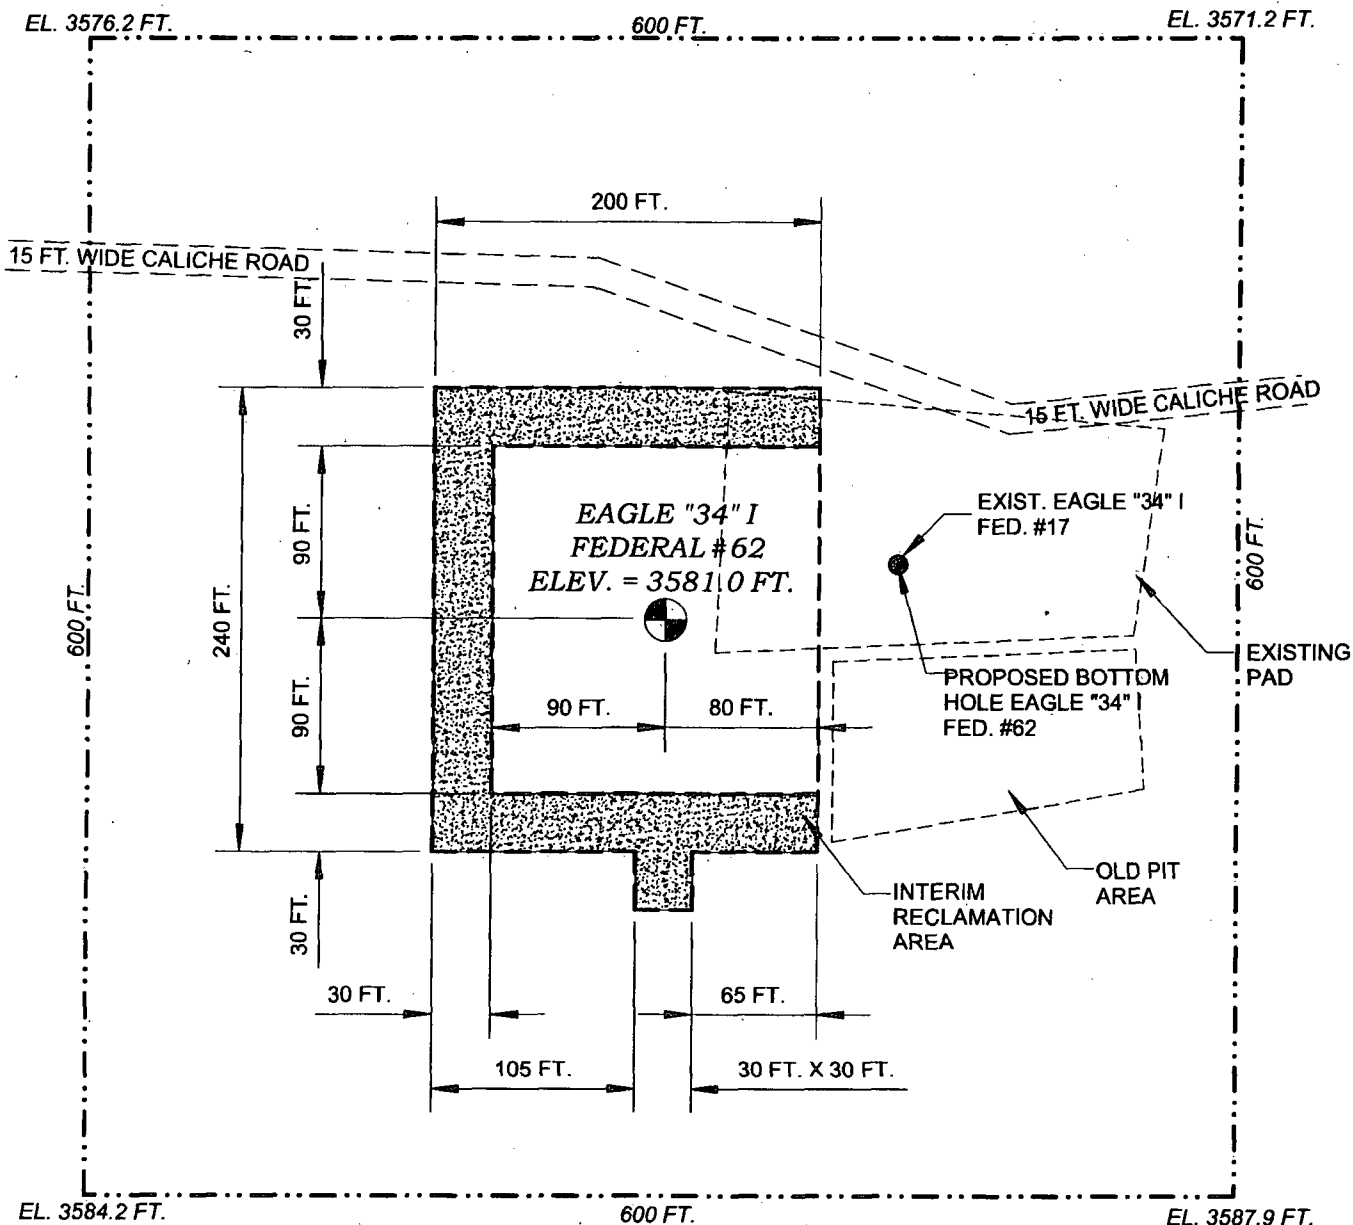 EL. 3576.2 FT.
600 FT.
EL. 3571.2 FT.
200 FT.
15 FT. WIDE CALICHE ROAD
30 FT.
15 FT. WIDE CALICHE ROAD
EAGLE "34" I
FEDERAL #62
ELEV. = 3581.0 FT.
EXIST. EAGLE "34" I
FED. #17
90 FT.
240 FT.
600 FT.
600 FT.
EXISTING
PAD
PROPOSED BOTTOM
HOLE EAGLE "34" I
FED. #62
90 FT.
90 FT.
80 FT.
OLD PIT
AREA
INTERIM
RECLAMATION
AREA
30 FT.
30 FT.
65 FT.
105 FT.
30 FT. X 30 FT.
EL. 3584.2 FT.
600 FT.
EL. 3587.9 FT.